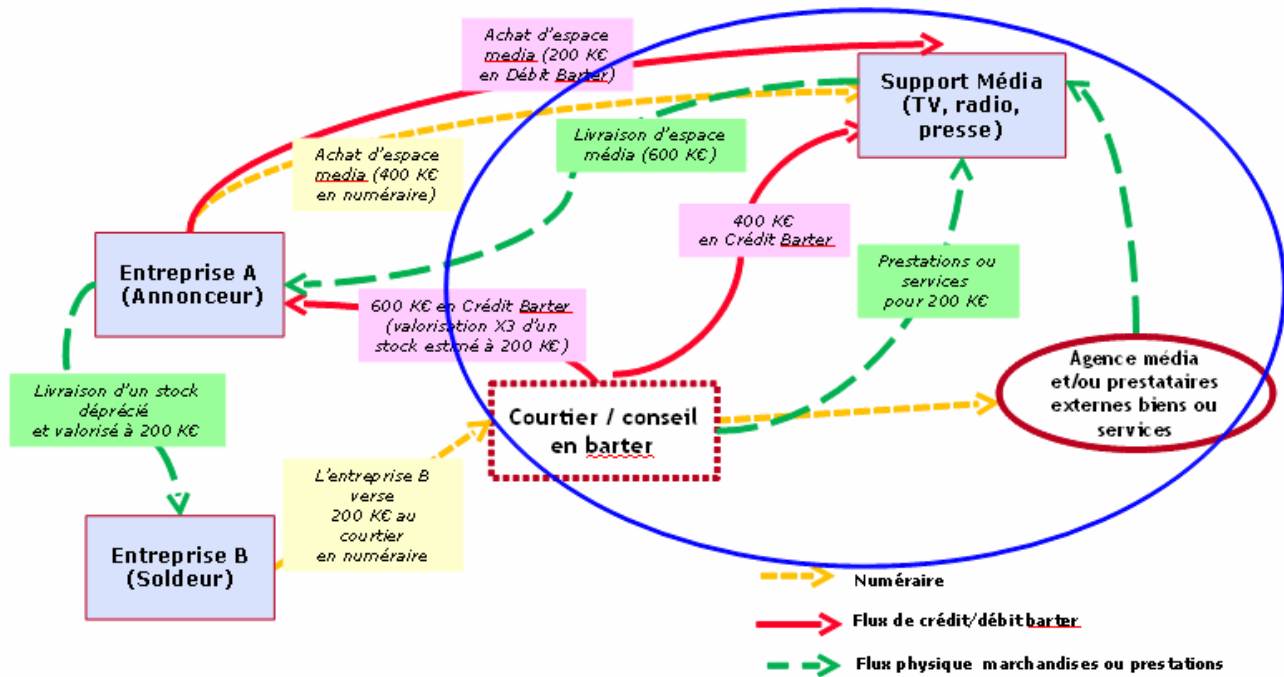 Achat d'espace
media (200 K€
en Débit Barter)
Support Média
(TV, radio,
presse)
Livraison d'espace
média (600 K€)
Achat d'espace
media (400 K€
en numéraire)
400 K€
en Crédit Barter
Entreprise A
(Annonceur)
Prestations ou
services
pour 200 K€
600 K€ en Crédit Barter
(valorisation X3 d'un
stock estimé à 200 K€)
Agence média
et/ou prestataires
externes biens ou
services
Livraison d'un stock
déprécié
et valorisé à 200 K€
Courtier / conseil
en barter
L'entreprise B
verse
200 K€ au
courtier
en numéraire
Entreprise B
(Soldeur)
Numéraire
Flux de crédit/débit barter
Flux physique marchandises ou prestations